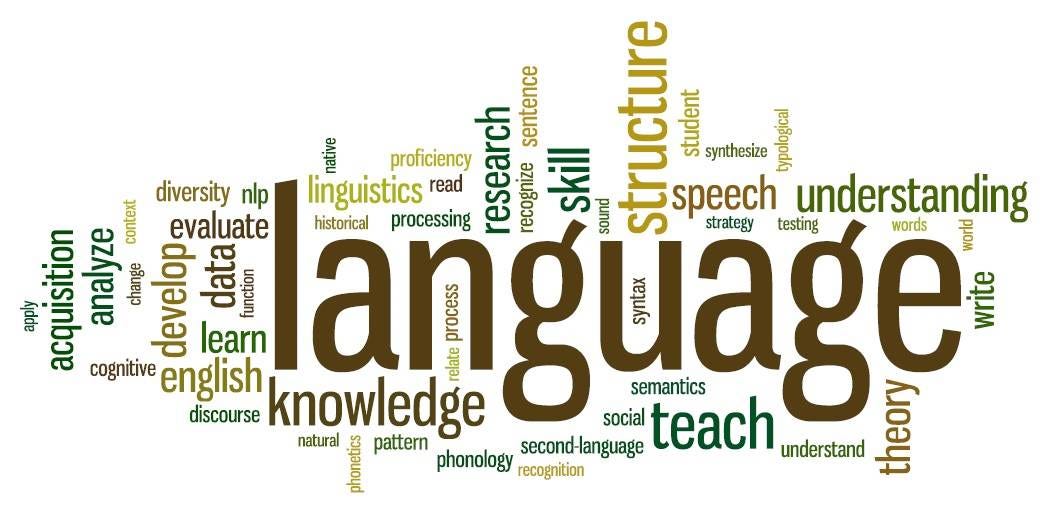 structure
sentence
student
research
typological
native
synthesize
proficiency
skill
recognize
diversity
nlp
linguistics
read
speech
understanding
context
evaluate
historical
processing
sound
strategy
testing
words
world
acquisition
analyze
change
develop
data
function
language
process
syntax
write
apply
learn
relate
cognitive
english
knowledge
semantics
theory
discourse
social
teach
natural
phonetics
pattern
second-language
understand
phonology
recognition